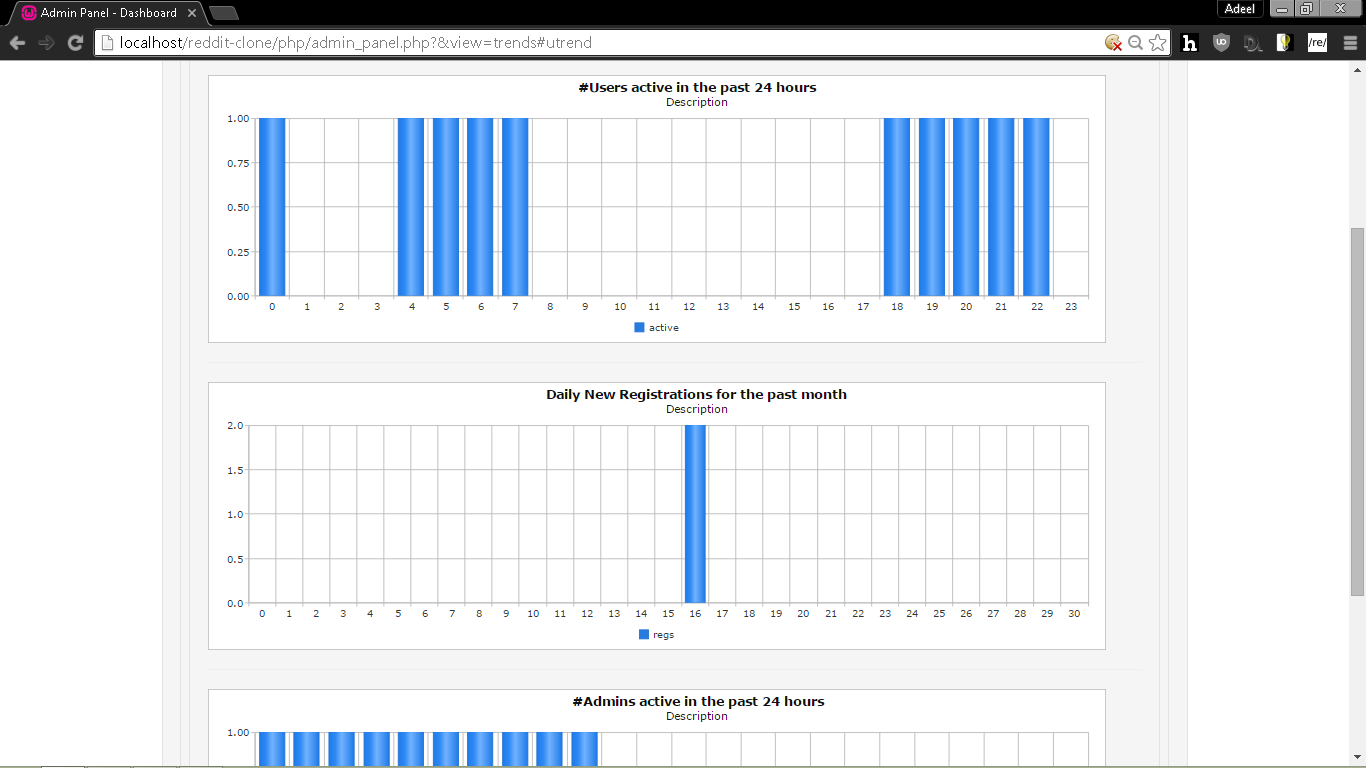 Admin Panel - Dashboard
Adeel
localhost/reddit-clone/php/admin_panel.php?&view=trends#utrend
h
UO
/re/
#Users active in the past 24 hours
Description
1.00
0.75
0.50
0.25
0.00
0 1 2 3 4 5 6 7 8 9 10 11 12 13 14 15 16 17 18 19 20 21 22 23
active
Daily New Registrations for the past month
Description
2.0
1.5
1.0
0.5
0.0
0 1 2 3 4 5 6 7 8 9 10 11 12 13 14 15 16 17 18 19 20 21 22 23 24 25 26 27 28 29 30
regs
#Admins active in the past 24 hours
Description
1.00